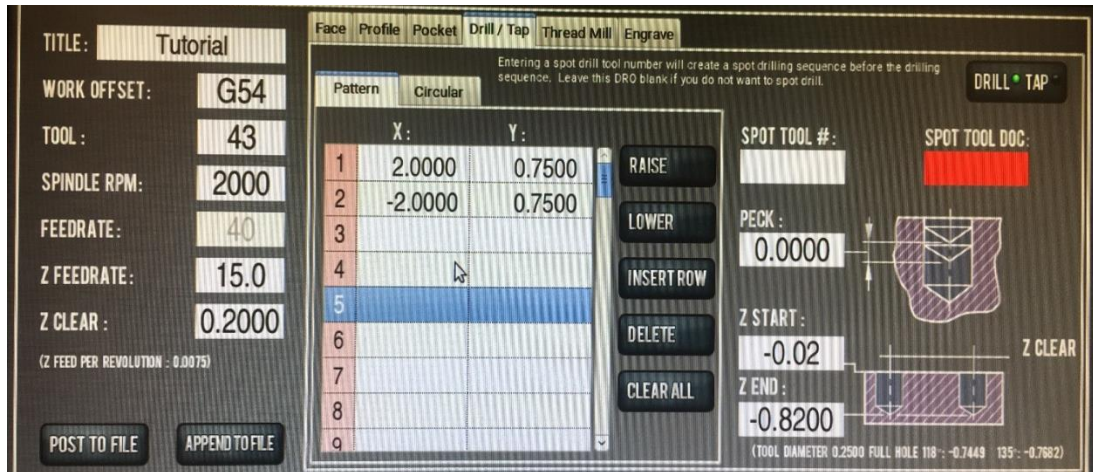 TITLE: Tutorial
WORK OFFSET: G54
TOOL: 43
SPINDLE RPM: 2000
FEEDRATE: 40
Z FEEDRATE: 15.0
Z CLEAR: 0.2000
(Z FEED PER REVOLUTION : 0.0075)
POST TO FILE APPEND TO FILE
Face Profile Pocket Drill / Tap Thread Mill Engrave
Entering a spot drill tool number will create a spot drilling sequence before the drilling
sequence. Leave this DRO blank if you do not want to spot drill.
DRILL TAP
Pattern Circular
X: Y:
1 2.0000 0.7500
2 -2.0000 0.7500
3
4
5
6
7
8
9
RAISE
LOWER
INSERT ROW
DELETE
CLEAR ALL
SPOT TOOL #: SPOT TOOL DOC:
PECK:
0.0000
Z START:
-0.02
Z CLEAR
Z END:
-0.8200
(TOOL DIAMETER 0.2500 FULL HOLE 118°: -0.7449 135°: -0.7682)